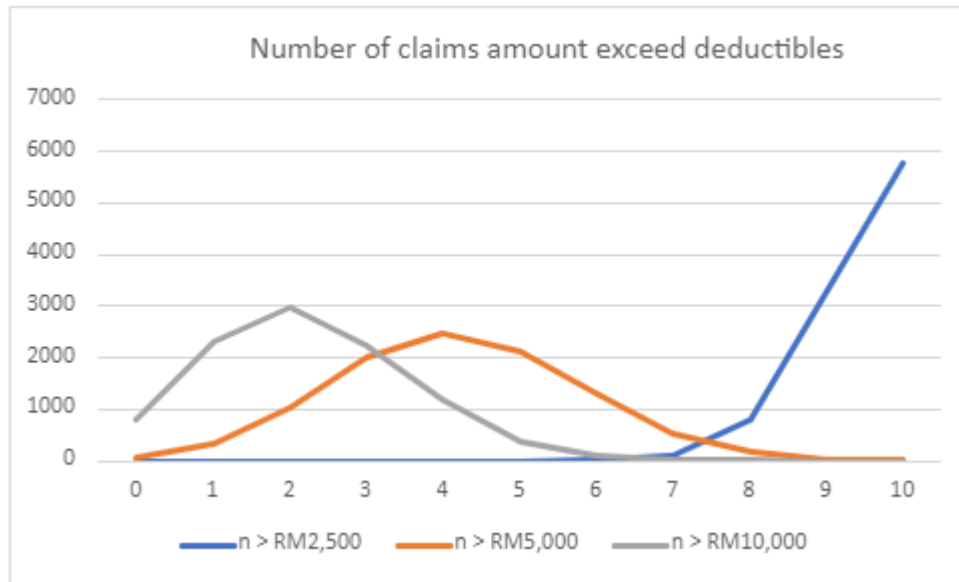 Number of claims amount exceed deductibles
7000
6000
5000
4000
3000
2000
1000
0
0 1 2 3 4 5 6 7 8 9 10
n > RM2,500 n > RM5,000 n > RM10,000